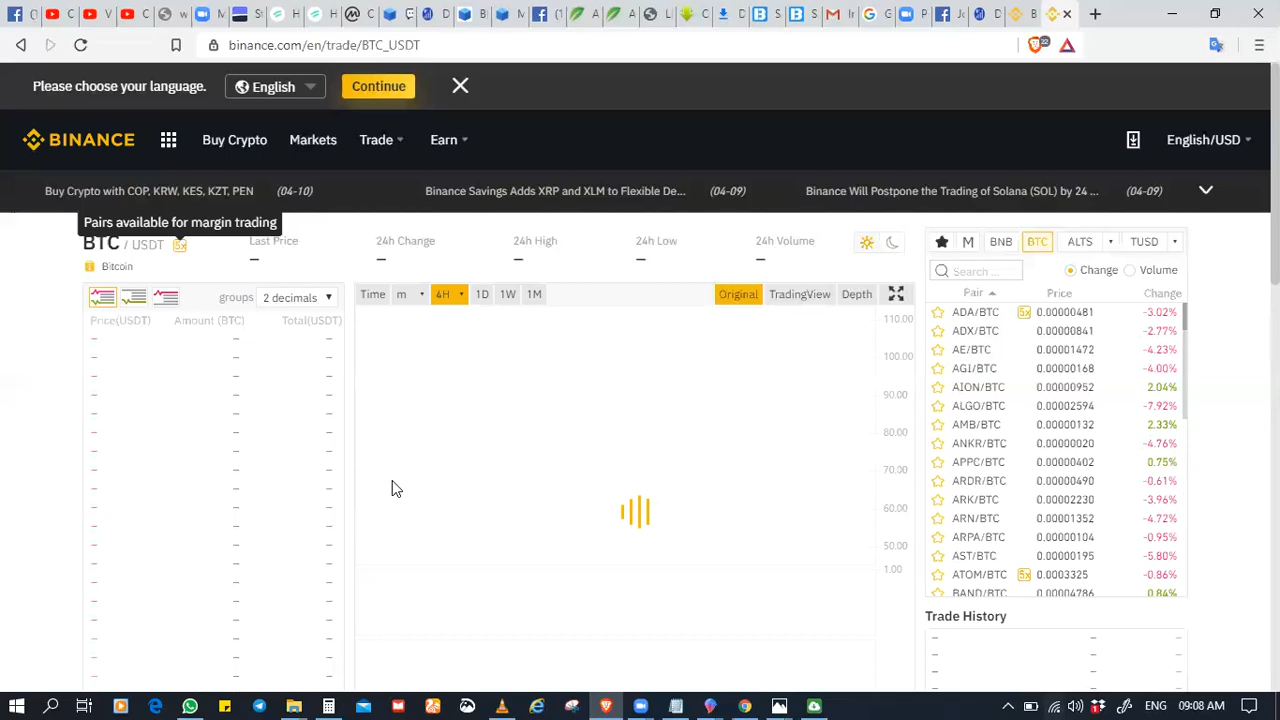 binance.com/en/trade/BTC_USDT
22
Please choose your language.
English
Continue
BINANCE
Buy Crypto
Markets
Trade
Earn
English/USD
Buy Crypto with COP, KRW, KES, KZT, PEN (04-10)
Binance Savings Adds XRP and XLM to Flexible De... (04-09)
Binance Will Postpone the Trading of Solana (SOL) by 24 ... (04-09)
Pairs available for margin trading
BTC / USDT 5x
Bitcoin
Last Price
–
24h Change
–
24h High
–
24h Low
–
24h Volume
–
groups 2 decimals
Price(USDT) Amount (BTC) Total(USDT)
Time m 4H 1D 1W 1M
Original TradingView Depth
110.00
100.00
90.00
80.00
70.00
60.00
50.00
1.00
M BNB BTC ALTS TUSD
Search ...
Change Volume
Pair Price Change
ADA/BTC 5x 0.00000481 -3.02%
ADX/BTC 0.00000841 -2.77%
AE/BTC 0.00001472 -4.23%
AGI/BTC 0.00000168 -4.00%
AION/BTC 0.00000952 2.04%
ALGO/BTC 0.00002594 -7.92%
AMB/BTC 0.00000132 2.33%
ANKR/BTC 0.00000020 -4.76%
APPC/BTC 0.00000402 0.75%
ARDR/BTC 0.00000490 -0.61%
ARK/BTC 0.00002230 -3.96%
ARN/BTC 0.00001352 -4.72%
ARPA/BTC 0.00000104 -0.95%
AST/BTC 0.00000195 -5.80%
ATOM/BTC 5x 0.0003325 -0.86%
BAND/BTC 0.00004786 0.84%
Trade History
ENG 09:08 AM